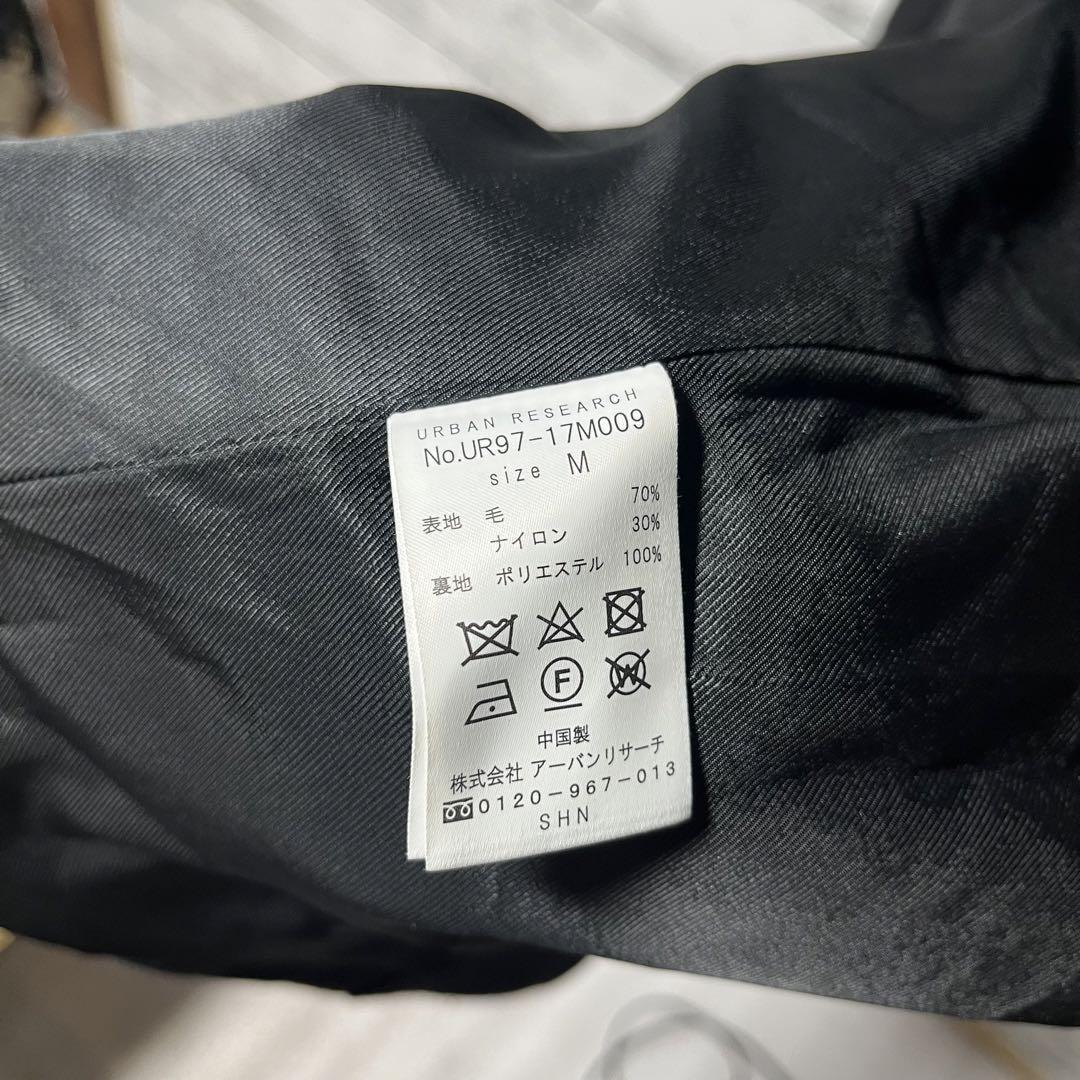 URBAN RESEARCH
No.UR97-17M009
size M
表地 毛 70%
ナイロン 30%
裏地 ポリエステル 100%
F W
中国製
株式会社 アーバンリサーチ
0120-967-013
SHN